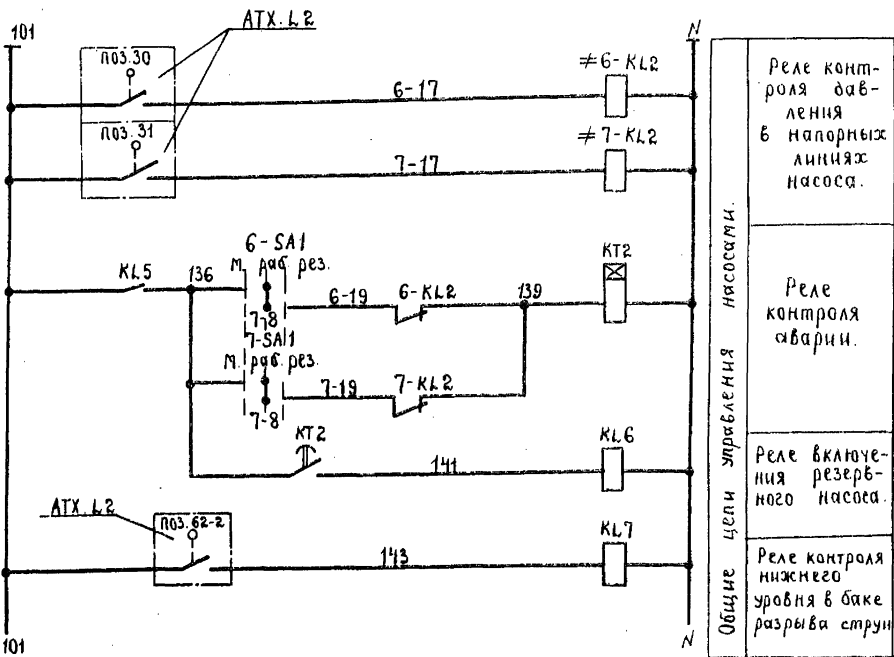 101
АТХ. L2
N
ПОЗ.30
6-17
≠6-KL2
ПОЗ.31
7-17
≠7-KL2
KL5
136
6-SA1
М. раб. рез.
7-8
6-19
6-KL2
139
KT2
7-SA1
М. раб. рез.
7-8
7-19
7-KL2
KT2
141
KL6
АТХ. L2
ПОЗ.62-2
143
KL7
101
N
Общие цепи управления насосами.
Реле конт-
роля дав-
ления
в напорных
линиях
насоса.
Реле
контроля
аварии.
Реле включе-
ния резерв-
ного насоса.
Реле контроля
нижнего
уровня в баке
разрыва струи